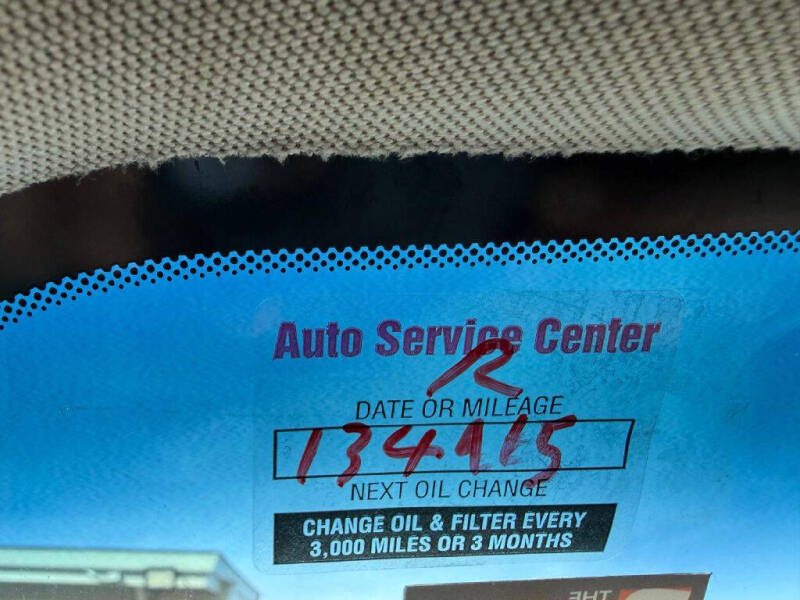 Auto Service Center
R
DATE OR MILEAGE
NEXT OIL CHANGE
CHANGE OIL & FILTER EVERY
3,000 MILES OR 3 MONTHS
THE